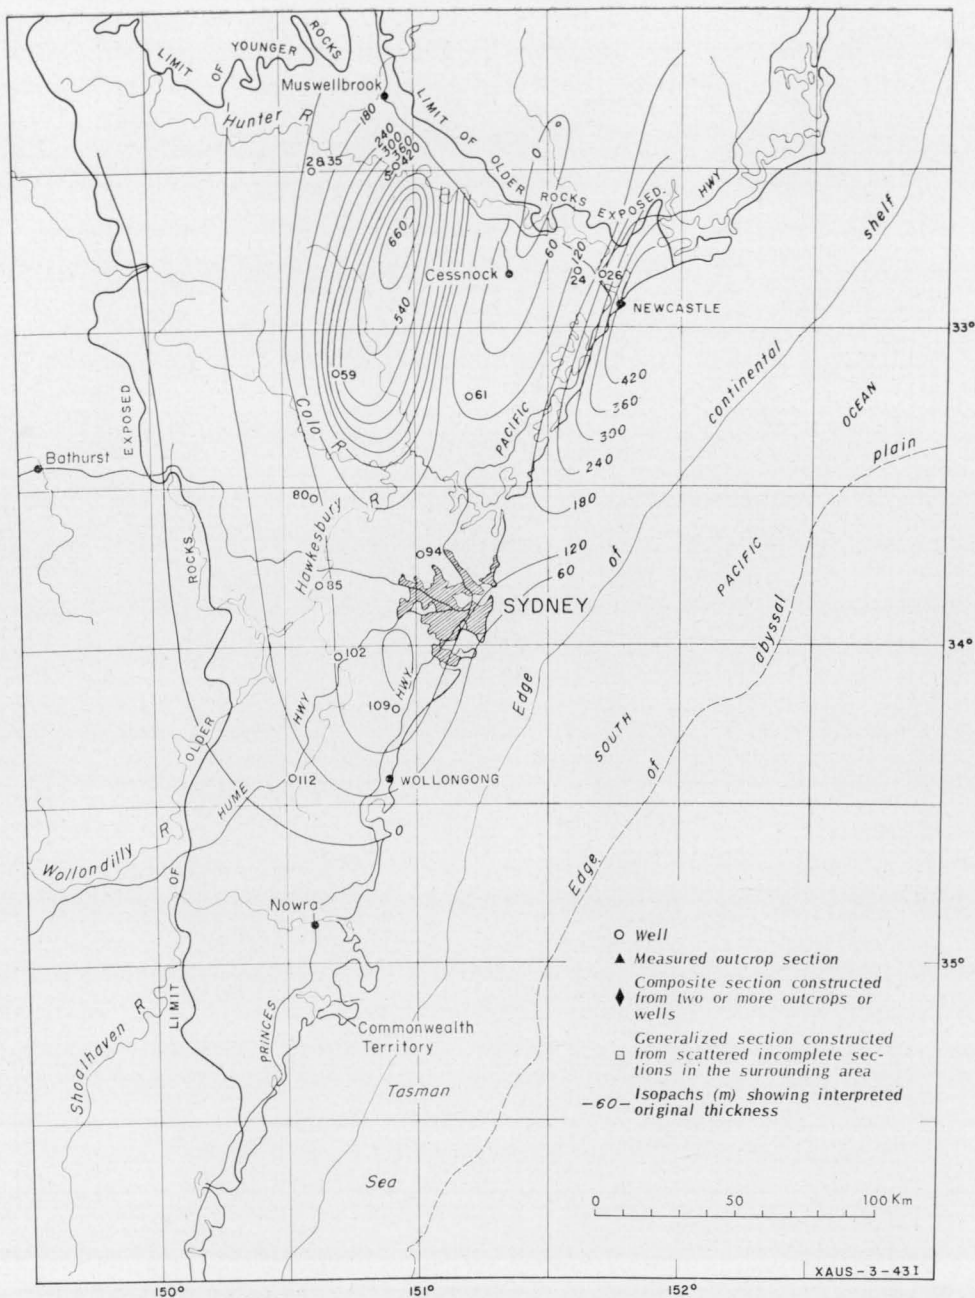 LIMIT OF YOUNGER ROCKS
Muswellbrook
Hunter R
180
240
300
360
420
LIMIT OF OLDER ROCKS EXPOSED
HWY
28 35
0
660
60
120
24
26
Cessnock
NEWCASTLE
540
33°
59
61
420
360
300
240
180
EXPOSED
Colo R
PACIFIC
Edge of continental shelf
SOUTH PACIFIC OCEAN
Edge of abyssal plain
Bathurst
80
Hawkesbury R
94
120
60
85
ROCKS
SYDNEY
34°
102
HWY
HWY
109
OLDER
112
WOLLONGONG
HUME
0
Wollondilly R
OF
Nowra
35°
Shoalhaven R
LIMIT
PRINCES
Commonwealth
Territory
Tasman
Sea
Well
Measured outcrop section
Composite section constructed
from two or more outcrops or
wells
Generalized section constructed
from scattered incomplete sec-
tions in the surrounding area
-60- Isopachs (m) showing interpreted
original thickness
0 50 100 Km
XAUS-3-43I
150° 151° 152°